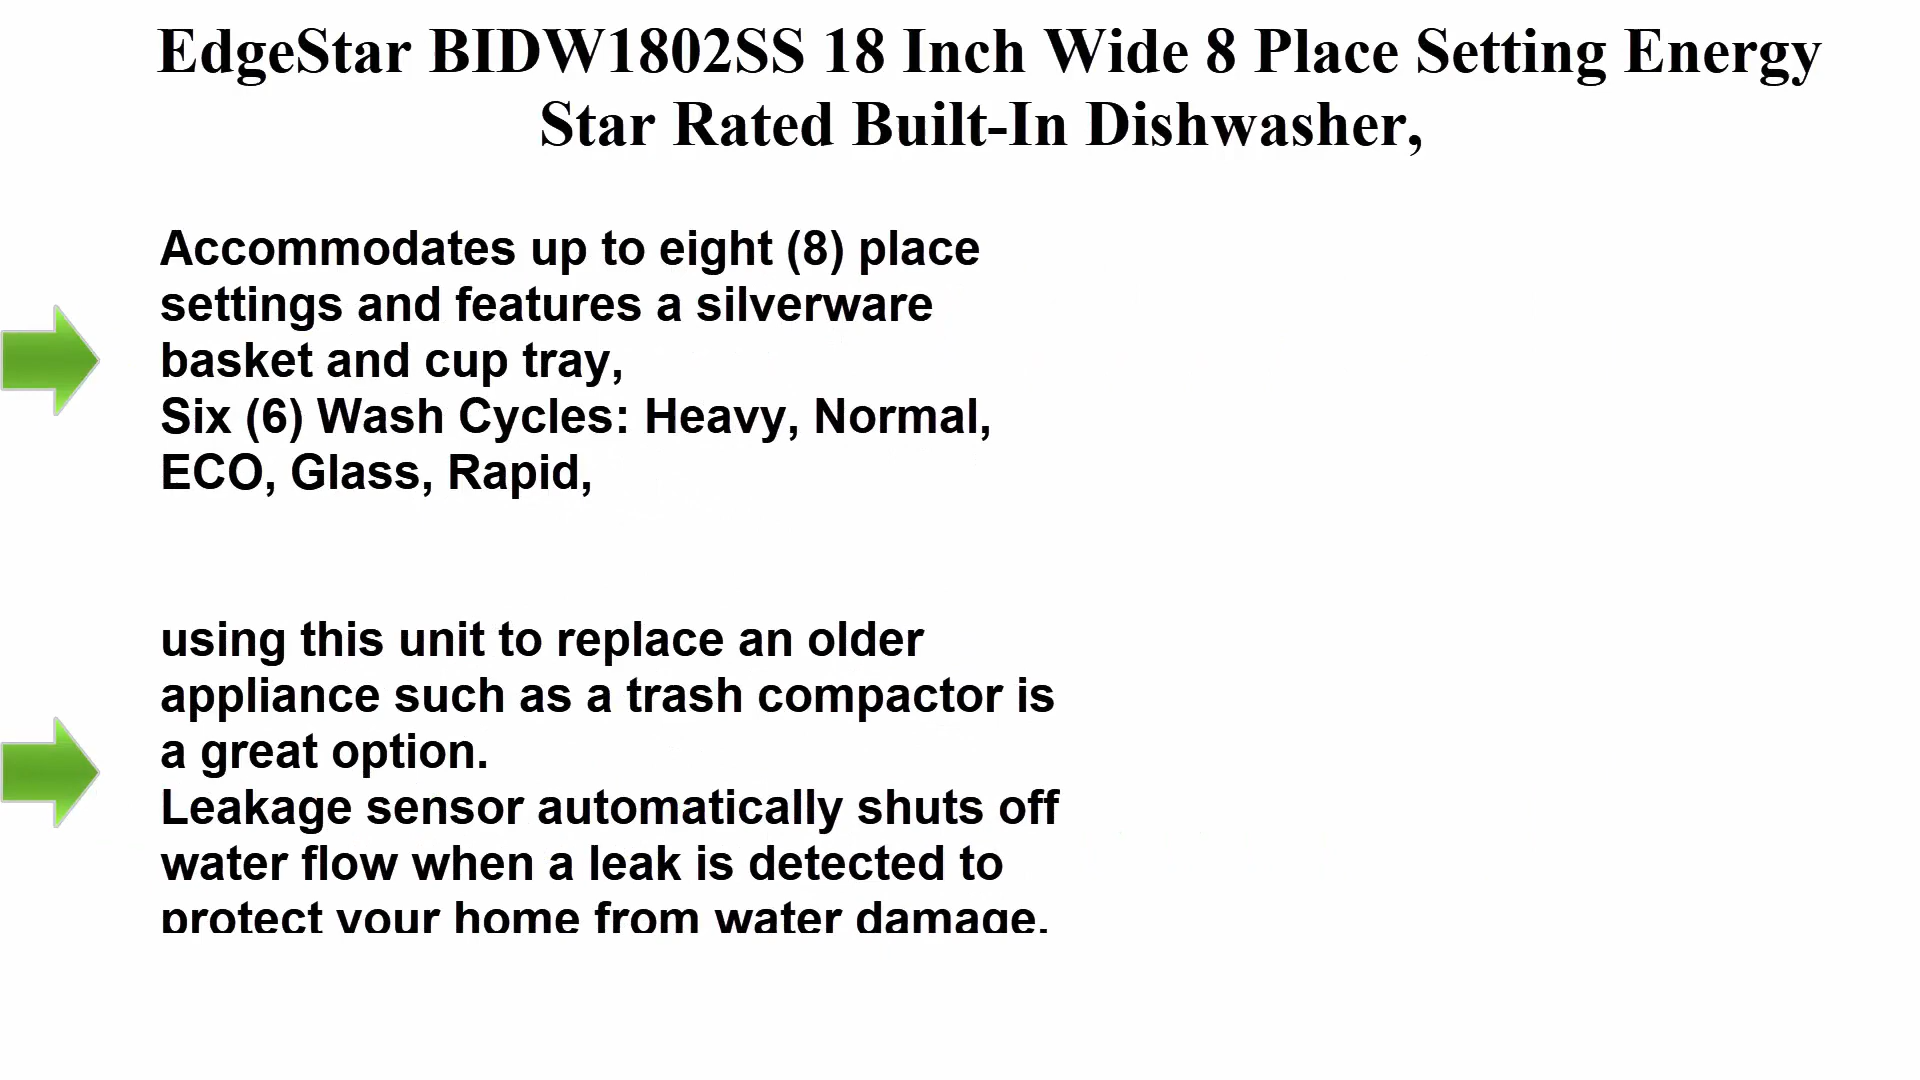 EdgeStar BIDW1802SS 18 Inch Wide 8 Place Setting Energy
Star Rated Built-In Dishwasher,
Accommodates up to eight (8) place
settings and features a silverware
basket and cup tray,
Six (6) Wash Cycles: Heavy, Normal,
ECO, Glass, Rapid,
using this unit to replace an older
appliance such as a trash compactor is
a great option.
Leakage sensor automatically shuts off
water flow when a leak is detected to
protect your home from water damage.